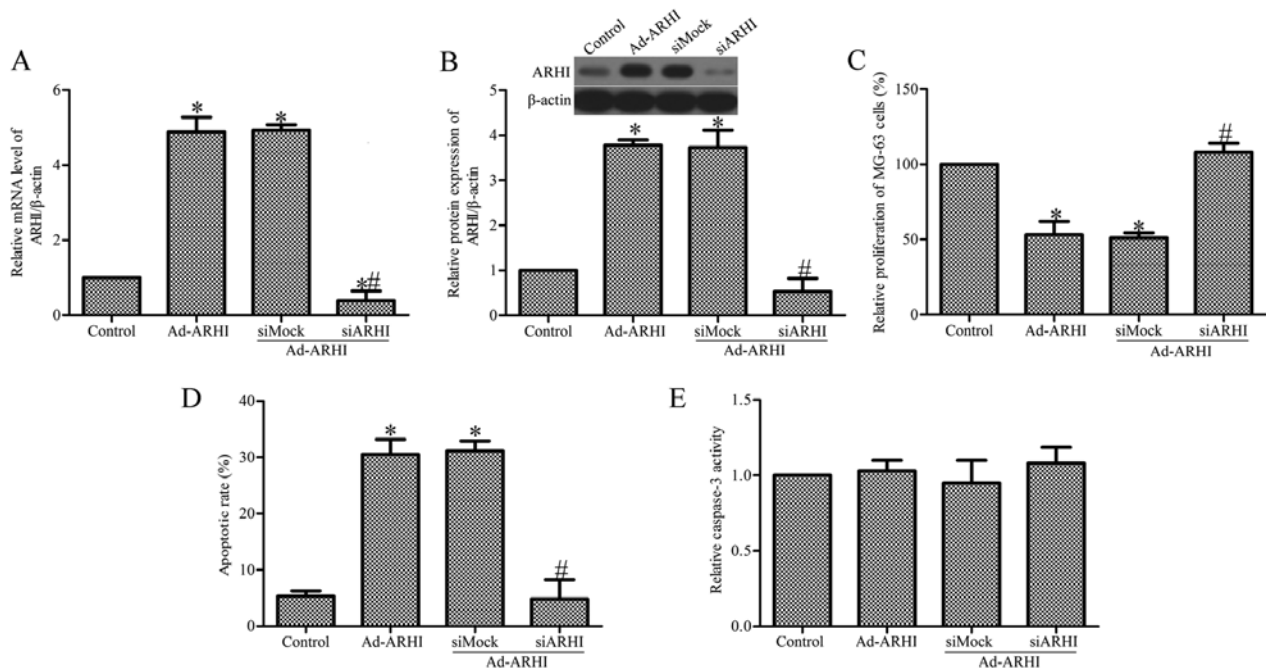 A
Relative mRNA level of
ARHI/β-actin
6
4
2
0
*
*
*#
Control
Ad-ARHI
siMock
siARHI
Ad-ARHI
B
Control
Ad-ARHI
siMock
siARHI
ARHI
β-actin
Relative protein expression of
ARHI/β-actin
5
4
3
2
1
0
*
*
#
Control
Ad-ARHI
siMock
siARHI
Ad-ARHI
C
Relative proliferation of MG-63 cells (%)
150
100
50
0
*
*
#
Control
Ad-ARHI
siMock
siARHI
Ad-ARHI
D
Apoptotic rate (%)
40
30
20
10
0
*
*
#
Control
Ad-ARHI
siMock
siARHI
Ad-ARHI
E
Relative caspase-3 activity
1.5
1.0
0.5
0.0
Control
Ad-ARHI
siMock
siARHI
Ad-ARHI